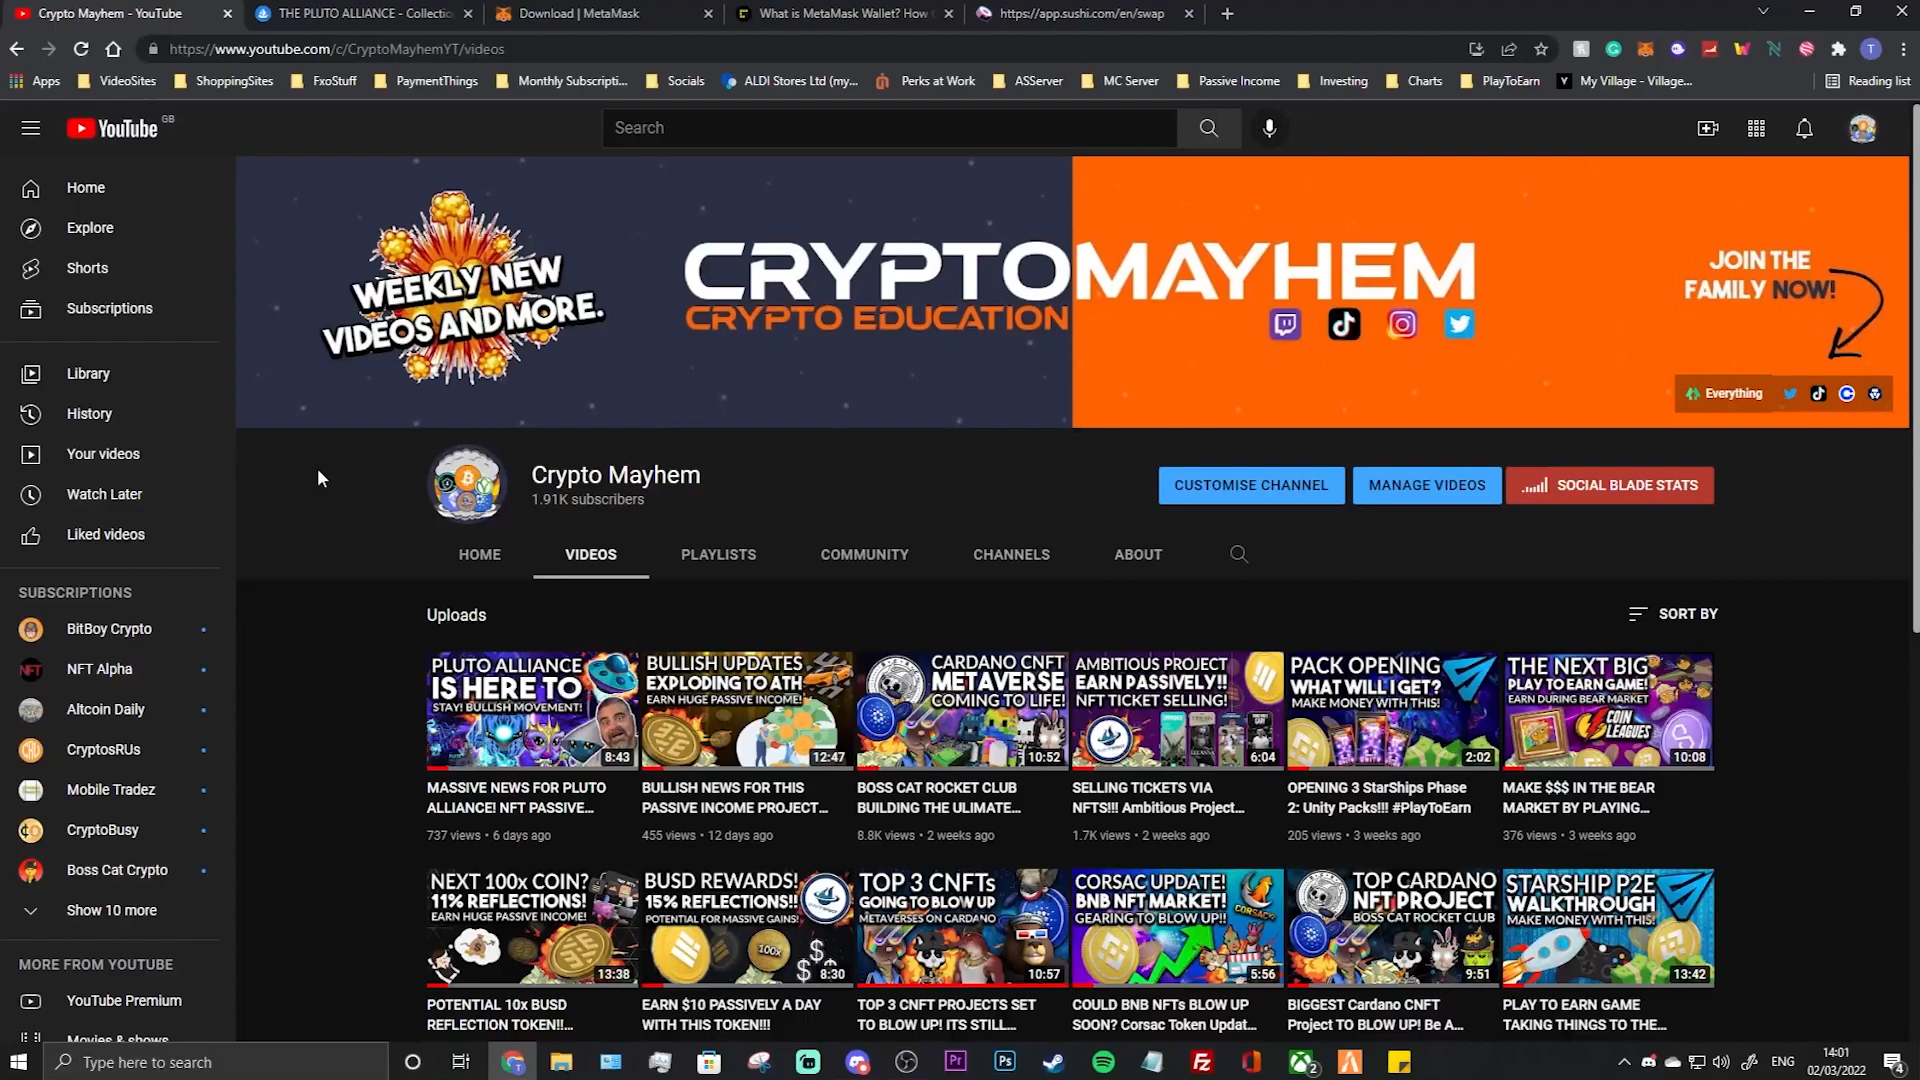 Crypto Mayhem - YouTube
THE PLUTO ALLIANCE - Collectio
Download | MetaMask
What is MetaMask Wallet? How t
https://app.sushi.com/en/swap
https://www.youtube.com/c/CryptoMayhemYT/videos
Apps
VideoSites
ShoppingSites
FxoStuff
PaymentThings
Monthly Subscripti...
Socials
ALDI Stores Ltd (my...
Perks at Work
ASServer
MC Server
Passive Income
Investing
Charts
PlayToEarn
My Village - Village...
Reading list
YouTube GB
Search
Home
Explore
Shorts
Subscriptions
Library
History
Your videos
Watch Later
Liked videos
SUBSCRIPTIONS
BitBoy Crypto
NFT Alpha
Altcoin Daily
CryptosRUs
Mobile Tradez
CryptoBusy
Boss Cat Crypto
Show 10 more
MORE FROM YOUTUBE
YouTube Premium
Movies & shows
WEEKLY NEW
VIDEOS AND MORE.
CRYPTOMAYHEM
CRYPTO EDUCATION
JOIN THE
FAMILY NOW!
Everything
Crypto Mayhem
1.91K subscribers
CUSTOMISE CHANNEL
MANAGE VIDEOS
SOCIAL BLADE STATS
HOME
VIDEOS
PLAYLISTS
COMMUNITY
CHANNELS
ABOUT
Uploads
SORT BY
PLUTO ALLIANCE
IS HERE TO
STAY! BULLISH MOVEMENT!
8:43
MASSIVE NEWS FOR PLUTO
ALLIANCE! NFT PASSIVE...
737 views • 6 days ago
BULLISH UPDATES
EXPLODING TO ATH
EARN HUGE PASSIVE INCOME!
12:47
BULLISH NEWS FOR THIS
PASSIVE INCOME PROJECT...
455 views • 12 days ago
CARDANO CNFT
METAVERSE
COMING TO LIFE!
10:52
BOSS CAT ROCKET CLUB
BUILDING THE ULIMATE...
8.8K views • 2 weeks ago
AMBITIOUS PROJECT
EARN PASSIVELY!!
NFT TICKET SELLING!
6:04
SELLING TICKETS VIA
NFTS!!! Ambitious Project...
1.7K views • 2 weeks ago
PACK OPENING
WHAT WILL I GET?
MAKE MONEY WITH THIS!
2:02
OPENING 3 StarShips Phase
2: Unity Packs!!! #PlayToEarn
205 views • 3 weeks ago
THE NEXT BIG
PLAY TO EARN GAME!
EARN DURING BEAR MARKET
COIN
LEAGUES
10:08
MAKE $$$ IN THE BEAR
MARKET BY PLAYING...
376 views • 3 weeks ago
NEXT 100x COIN?
11% REFLECTIONS!
EARN HUGE PASSIVE INCOME!
13:38
POTENTIAL 10x BUSD
REFLECTION TOKEN!!...
BUSD REWARDS!
15% REFLECTIONS!!
POTENTIAL FOR MASSIVE GAINS!
100x
8:30
EARN $10 PASSIVELY A DAY
WITH THIS TOKEN!!!
TOP 3 CNFTs
GOING TO BLOW UP
METAVERSES ON CARDANO
10:57
TOP 3 CNFT PROJECTS SET
TO BLOW UP! ITS STILL...
CORSAC UPDATE!
BNB NFT MARKET!
GEARING TO BLOW UP!!
CORSAC
5:56
COULD BNB NFTs BLOW UP
SOON? Corsac Token Updat...
TOP CARDANO
NFT PROJECT
BOSS CAT ROCKET CLUB
9:51
BIGGEST Cardano CNFT
Project TO BLOW UP! Be A...
STARSHIP P2E
WALKTHROUGH
MAKE MONEY WITH THIS!
13:42
PLAY TO EARN GAME
TAKING THINGS TO THE...
Type here to search
ENG
14:01
02/03/2022